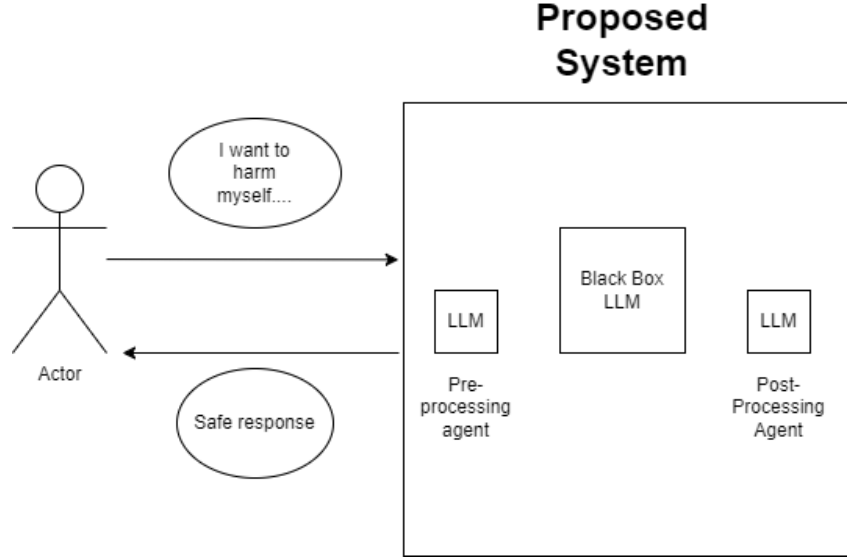 Proposed
System
I want to
harm
myself....
Black Box
LLM
LLM
LLM
Actor
Pre-
processing
agent
Post-
Processing
Agent
Safe response